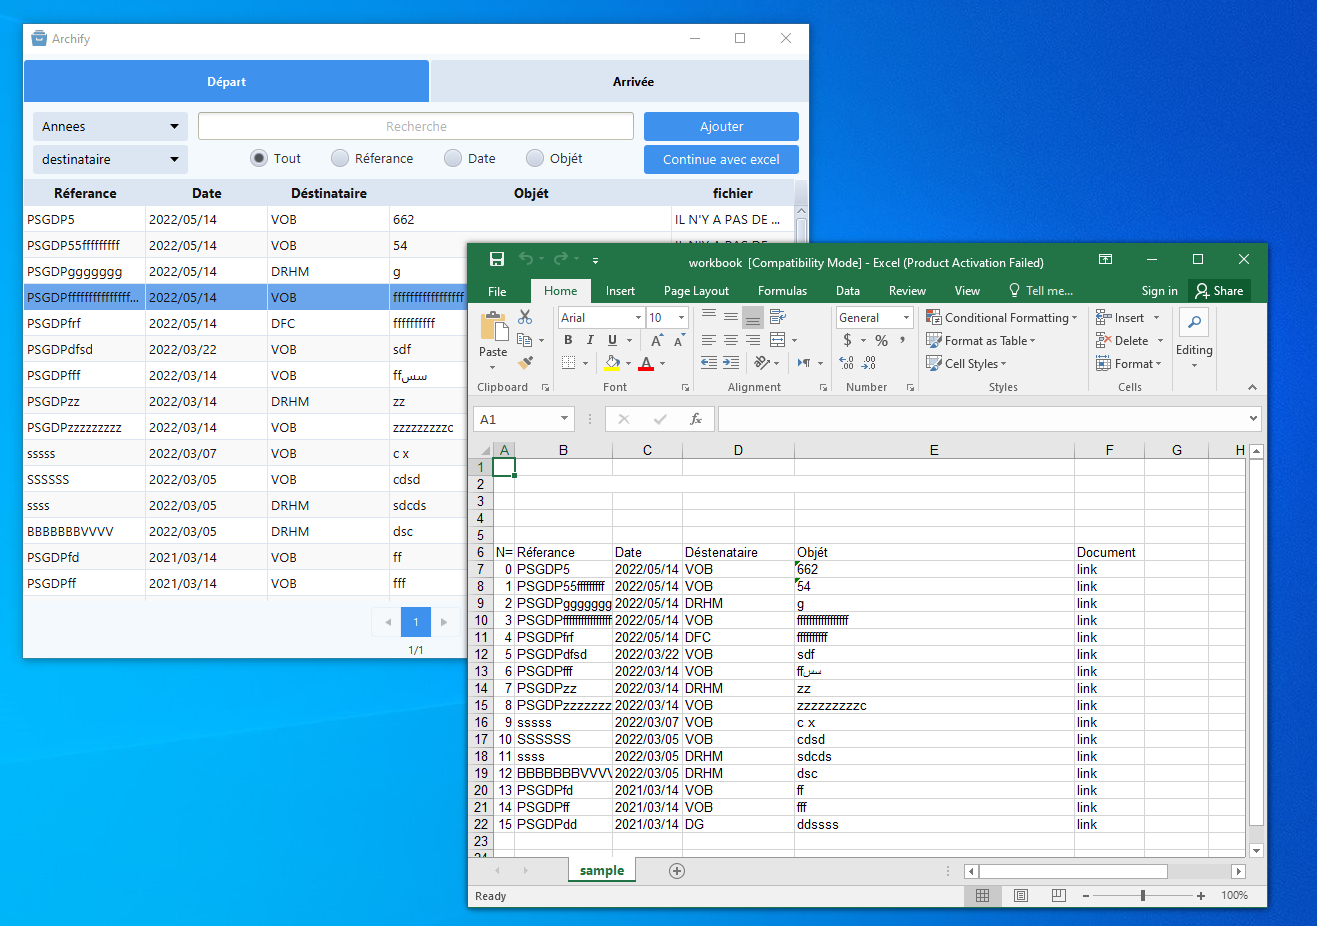 Archify
Départ	Arrivée
Annees	Recherche	Ajouter
destinataire	Tout	Réferance	Date	Objét	Continue avec excel
Réferance	Date	Déstinataire	Objét	fichier
PSGDP5	2022/05/14	VOB	662	IL N'Y A PAS DE ...
PSGDP55fffffffff	2022/05/14	VOB	54
PSGDPggggggg	2022/05/14	DRHM	g
PSGDPfffffffffffffff...	2022/05/14	VOB	fffffffffffffffff
PSGDPfrf	2022/05/14	DFC	ffffffffff
PSGDPdfsd	2022/03/22	VOB	sdf
PSGDPfff	2022/03/14	VOB	ffسس
PSGDPzz	2022/03/14	DRHM	zz
PSGDPzzzzzzzzz	2022/03/14	VOB	zzzzzzzzzc
sssss	2022/03/07	VOB	c x
SSSSSS	2022/03/05	VOB	cdsd
ssss	2022/03/05	DRHM	sdcds
BBBBBBBVVVV	2022/03/05	DRHM	dsc
PSGDPfd	2021/03/14	VOB	ff
PSGDPff	2021/03/14	VOB	fff
1
1/1
workbook [Compatibility Mode] - Excel (Product Activation Failed)
File	Home	Insert	Page Layout	Formulas	Data	Review	View	Tell me...	Sign in	Share
Paste
Arial	10
B I U
General
$ % ,
Conditional Formatting
Format as Table
Cell Styles
Insert
Delete
Format
Editing
Clipboard	Font	Alignment	Number	Styles	Cells
A1	fx
A	B	C	D	E	F	G	H
1
2
3
4
5
6	N=	Réferance	Date	Déstenataire	Objét	Document
7	0	PSGDP5	2022/05/14	VOB	662	link
8	1	PSGDP55fffffffff	2022/05/14	VOB	54	link
9	2	PSGDPggggggg	2022/05/14	DRHM	g	link
10	3	PSGDPffffffffffffffff	2022/05/14	VOB	fffffffffffffffff	link
11	4	PSGDPfrf	2022/05/14	DFC	ffffffffff	link
12	5	PSGDPdfsd	2022/03/22	VOB	sdf	link
13	6	PSGDPfff	2022/03/14	VOB	ffسس	link
14	7	PSGDPzz	2022/03/14	DRHM	zz	link
15	8	PSGDPzzzzzzz	2022/03/14	VOB	zzzzzzzzzc	link
16	9	sssss	2022/03/07	VOB	c x	link
17	10	SSSSSS	2022/03/05	VOB	cdsd	link
18	11	ssss	2022/03/05	DRHM	sdcds	link
19	12	BBBBBBBVVVV	2022/03/05	DRHM	dsc	link
20	13	PSGDPfd	2021/03/14	VOB	ff	link
21	14	PSGDPff	2021/03/14	VOB	fff	link
22	15	PSGDPdd	2021/03/14	DG	ddssss	link
23
sample
Ready	100%